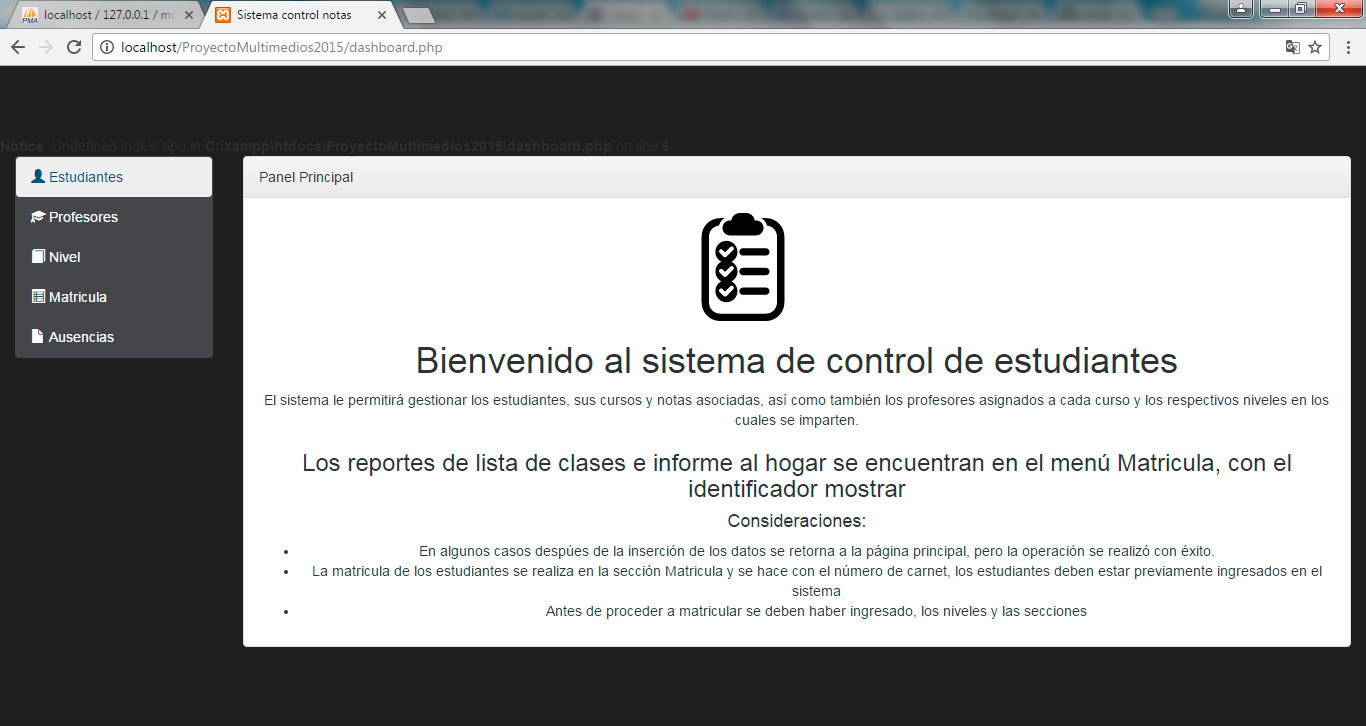 PMA localhost / 127.0.0.1 / mu
Sistema control notas
localhost/ProyectoMultimedios2015/dashboard.php
Notice: Undefined index: tipo in C:\xampp\htdocs\ProyectoMultimedios2015\dashboard.php on line 6
Estudiantes
Profesores
Nivel
Matricula
Ausencias
Panel Principal
Bienvenido al sistema de control de estudiantes
El sistema le permitirá gestionar los estudiantes, sus cursos y notas asociadas, así como también los profesores asignados a cada curso y los respectivos niveles en los
cuales se imparten.
Los reportes de lista de clases e informe al hogar se encuentran en el menú Matricula, con el
identificador mostrar
Consideraciones:
En algunos casos despúes de la inserción de los datos se retorna a la página principal, pero la operación se realizó con éxito.
La matricula de los estudiantes se realiza en la sección Matricula y se hace con el número de carnet, los estudiantes deben estar previamente ingresados en el
sistema
Antes de proceder a matricular se deben haber ingresado, los niveles y las secciones